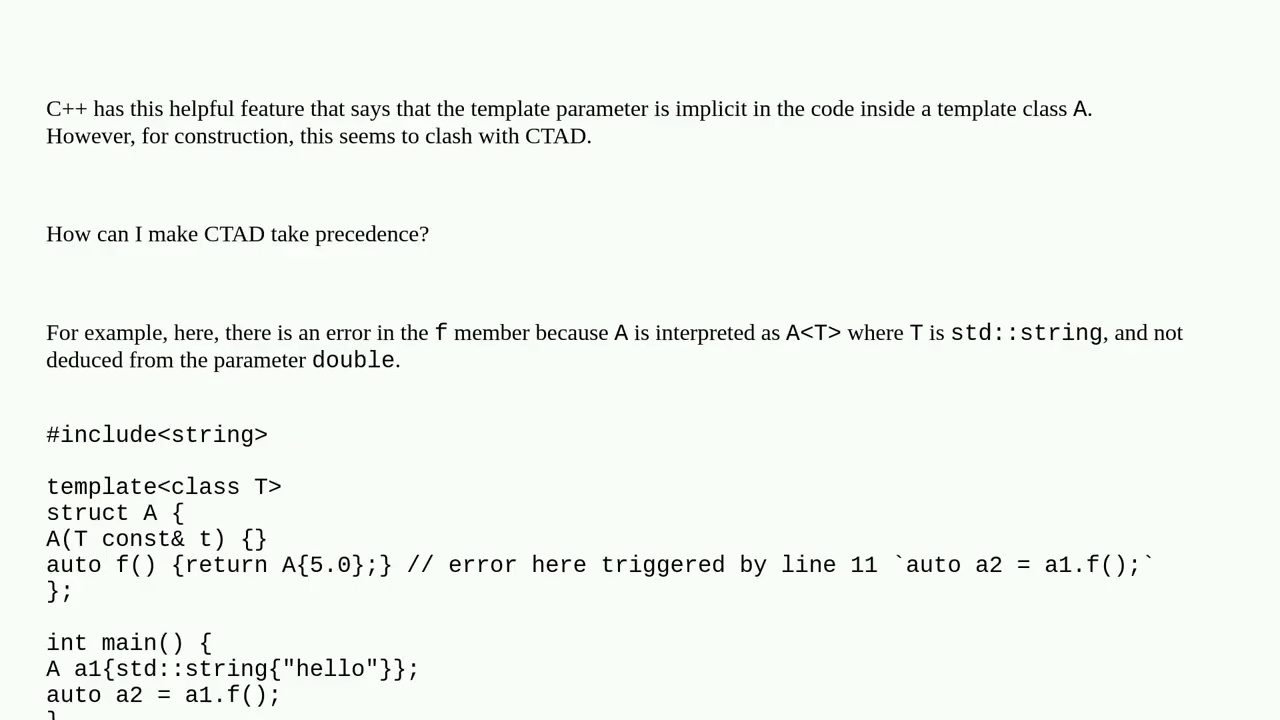 C++ has this helpful feature that says that the template parameter is implicit in the code inside a template class A.
However, for construction, this seems to clash with CTAD.
How can I make CTAD take precedence?
For example, here, there is an error in the f member because A is interpreted as A<T> where T is std::string, and not
deduced from the parameter double.
#include<string>
template<class T>
struct A {
A(T const& t) {}
auto f() {return A{5.0};} // error here triggered by line 11 `auto a2 = a1.f();`
};
int main() {
A a1{std::string{"hello"}};
auto a2 = a1.f();
}